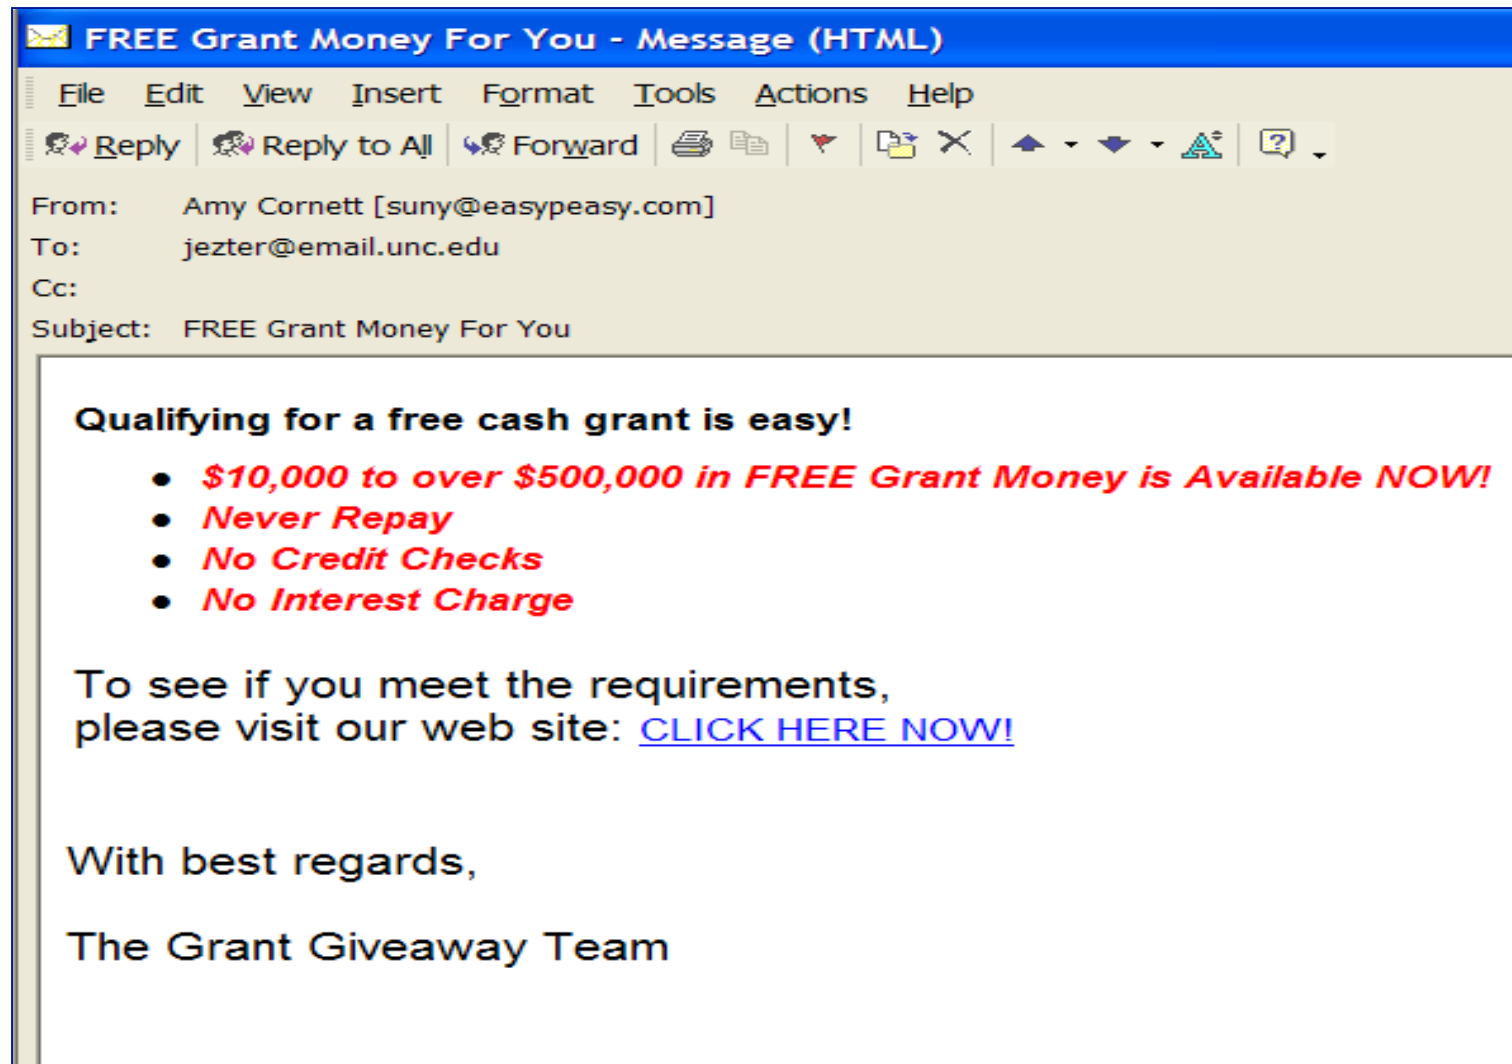 FREE Grant Money For You - Message (HTML)
File Edit View Insert Format Tools Actions Help
Reply Reply to All Forward
From: Amy Cornett [suny@easypeasy.com]
To: jezter@email.unc.edu
Cc:
Subject: FREE Grant Money For You
Qualifying for a free cash grant is easy!
• $10,000 to over $500,000 in FREE Grant Money is Available NOW!
• Never Repay
• No Credit Checks
• No Interest Charge
To see if you meet the requirements,
please visit our web site: CLICK HERE NOW!
With best regards,
The Grant Giveaway Team